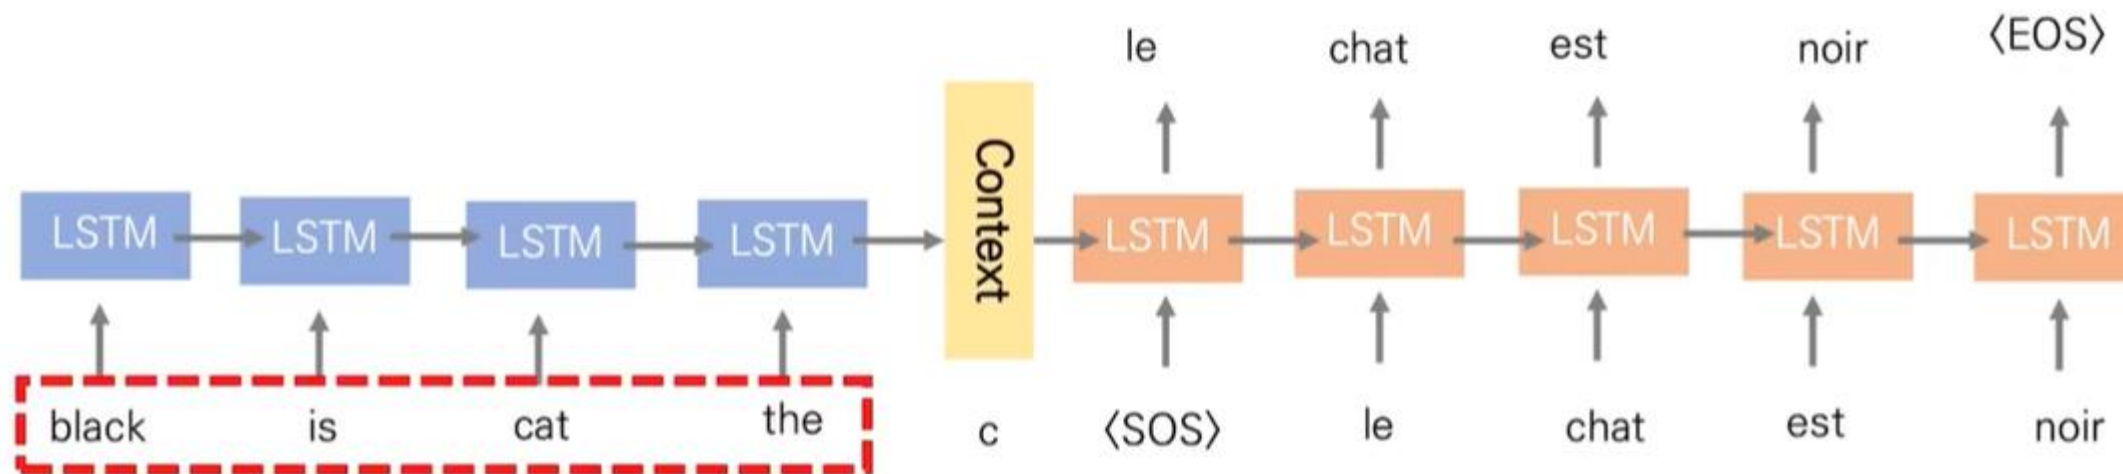 le chat est noir 〈EOS〉
LSTM LSTM LSTM LSTM Context LSTM LSTM LSTM LSTM LSTM
black is cat the c 〈SOS〉 le chat est noir